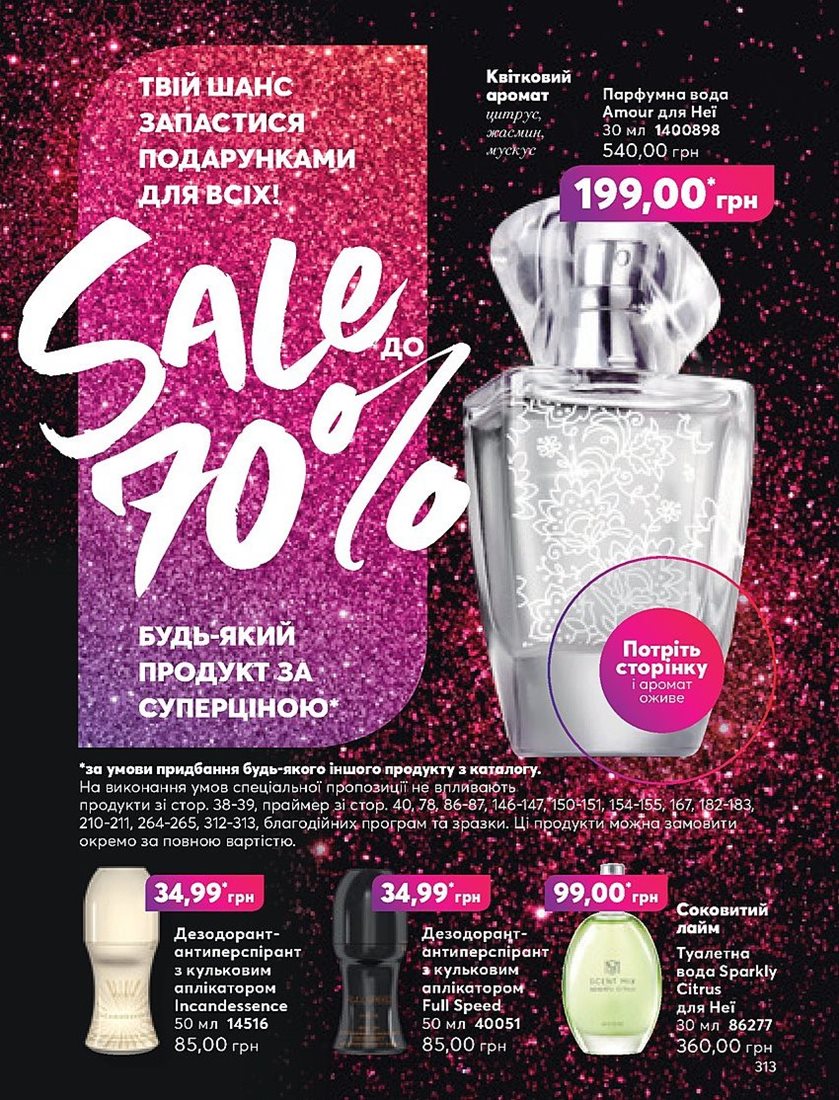 ТВІЙ ШАНС
ЗАПАСТИСЯ
ПОДАРУНКАМИ
ДЛЯ ВСІХ!
SALE
ДО
70%
БУДЬ-ЯКИЙ
ПРОДУКТ ЗА
СУПЕРЦІНОЮ*
Квітковий
аромат
цитрус,
жасмин,
мускус
Парфумна вода
Amour для Неї
30 мл 1400898
540,00 грн
199,00* грн
Потріть
сторінку
і аромат
оживе
*за умови придбання будь-якого іншого продукту з каталогу.
На виконання умов спеціальної пропозиції не впливають
продукти зі стор. 38-39, праймер зі стор. 40, 78, 86-87, 146-147, 150-151, 154-155, 167, 182-183,
210-211, 264-265, 312-313, благодійних програм та зразки. Ці продукти можна замовити
окремо за повною вартістю.
34,99* грн
Дезодорант-
антиперспірант
з кульковим
аплікатором
Incandessence
50 мл 14516
85,00 грн
34,99* грн
Дезодорант-
антиперспірант
з кульковим
аплікатором
Full Speed
50 мл 40051
85,00 грн
99,00* грн
SCENT MIX
Соковитий
лайм
Туалетна
вода Sparkly
Citrus
для Неї
30 мл 86277
360,00 грн
313